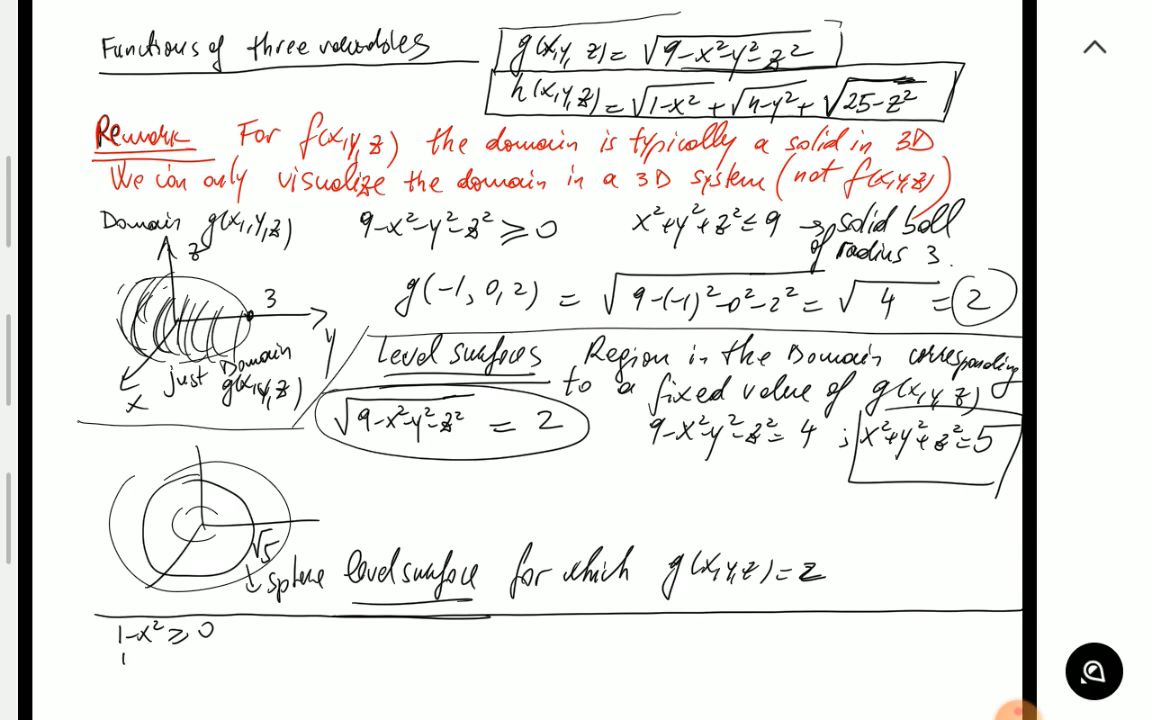 Functions of three variables
g(x,y,z) = √(9-x²-y²-z²)
h(x,y,z) = √(1-x²) + √(4-y²) + √(25-z²)
Remark For f(x,y,z) the domain is typically a solid in 3D
We can only visualize the domain in a 3D system (not f(x,y,z))
Domain g(x,y,z) 9-x²-y²-z² ≥ 0 x²+y²+z² ≤ 9 → solid ball
of radius 3.
z
3
y
x
just Domain
g(x,y,z)
g(-1,0,2) = √(9-(-1)²-0²-2²) = √4 = 2
Level surfaces Region in the Domain corresponding
to a fixed value of g(x,y,z)
√(9-x²-y²-z²) = 2 9-x²-y²-z² = 4 ; x²+y²+z²=5
√5
↳ sphere level surface for which g(x,y,z)=2
1-x² ≥ 0